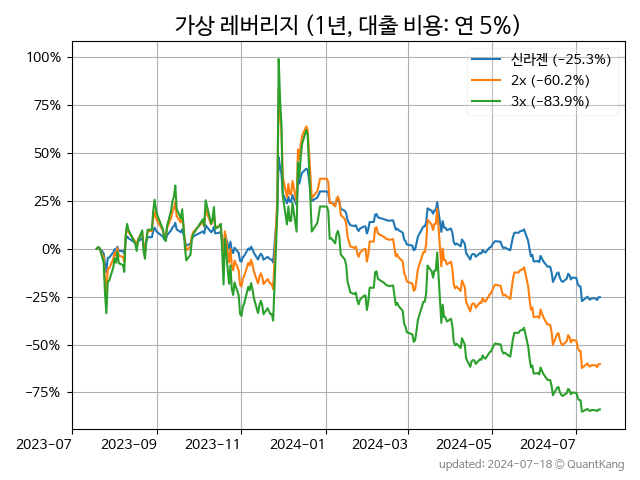 가상 레버리지 (1년, 대출 비용: 연 5%)
신라젠 (−25.3%)
2x (−60.2%)
3x (−83.9%)
100%
75%
50%
25%
0%
−25%
−50%
−75%
2023-07 2023-09 2023-11 2024-01 2024-03 2024-05 2024-07
updated: 2024-07-18 © QuantKang